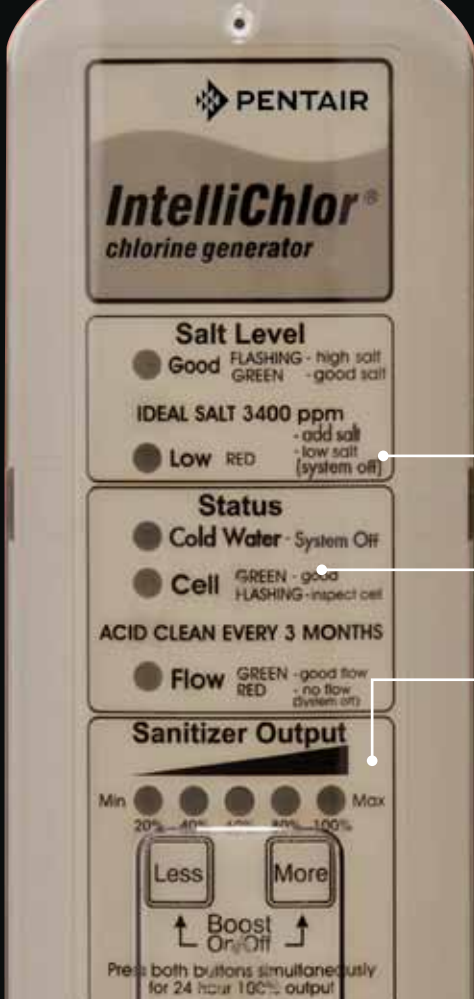 PENTAIR
IntelliChlor®
chlorine generator
Salt Level
Good FLASHING - high salt
GREEN - good salt
IDEAL SALT 3400 ppm
- add salt
Low RED - low salt
(system off)
Status
Cold Water - System Off
Cell GREEN - good
FLASHING - inspect cell
ACID CLEAN EVERY 3 MONTHS
Flow GREEN - good flow
RED - no flow
(System off)
Sanitizer Output
Min Max
20% 40% 60% 80% 100%
Less More
Boost
On/Off
Press both buttons simultaneously
for 24 hour 100% output